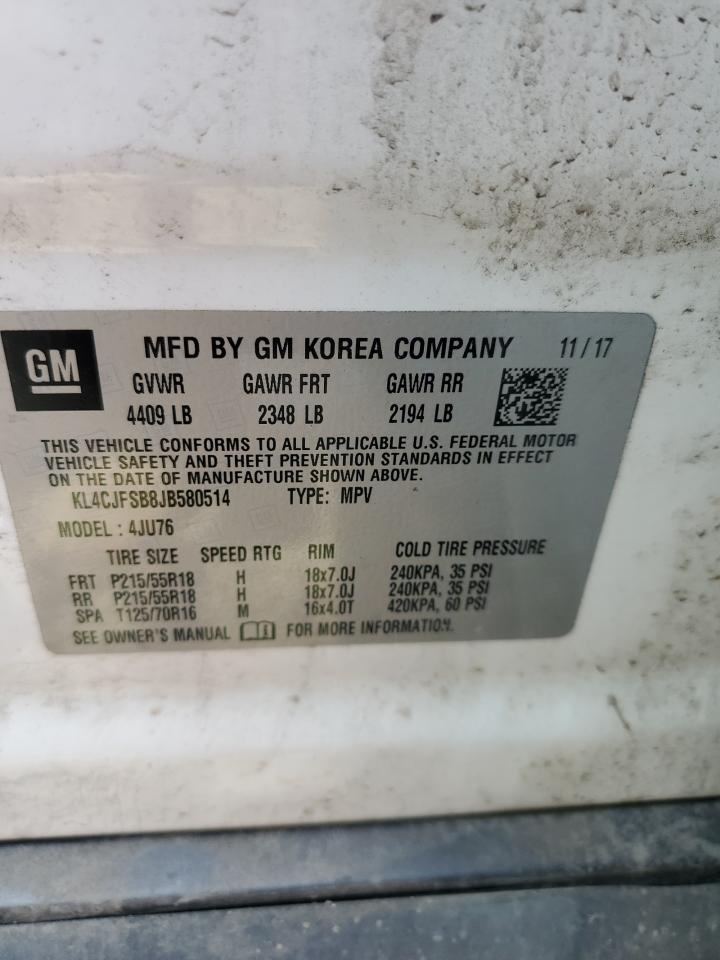 GM MFD BY GM KOREA COMPANY 11/17
GVWR GAWR FRT GAWR RR
4409 LB 2348 LB 2194 LB
THIS VEHICLE CONFORMS TO ALL APPLICABLE U.S. FEDERAL MOTOR
VEHICLE SAFETY AND THEFT PREVENTION STANDARDS IN EFFECT
ON THE DATE OF MANUFACTURE SHOWN ABOVE.
KL4CJFSB8JB580514 TYPE: MPV
MODEL : 4JU76
TIRE SIZE SPEED RTG RIM COLD TIRE PRESSURE
FRT P215/55R18 H 18x7.0J 240KPA, 35 PSI
RR P215/55R18 H 18x7.0J 240KPA, 35 PSI
SPA T125/70R16 M 16x4.0T 420KPA, 60 PSI
SEE OWNER'S MANUAL FOR MORE INFORMATION.